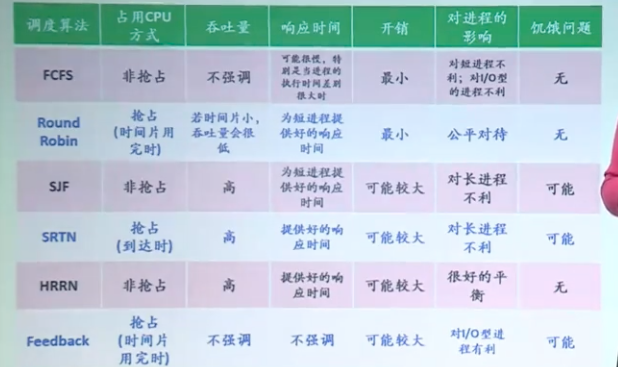 调度算法 占用CPU方式 吞吐量 响应时间 开销 对进程的影响 饥饿问题
FCFS 非抢占 不强调 可能很慢，特别是当进程的执行时间差别很大时 最小 对短进程不利；对I/O型的进程不利 无
Round Robin 抢占(时间片用完时) 若时间片小，吞吐量会很低 为短进程提供好的响应时间 最小 公平对待 无
SJF 非抢占 高 为短进程提供好的响应时间 可能较大 对长进程不利 可能
SRTN 抢占(到达时) 高 提供好的响应时间 可能较大 对长进程不利 可能
HRRN 非抢占 高 提供好的响应时间 可能较大 很好的平衡 无
Feedback 抢占(时间片用完时) 不强调 不强调 可能较大 对I/O型进程有利 可能